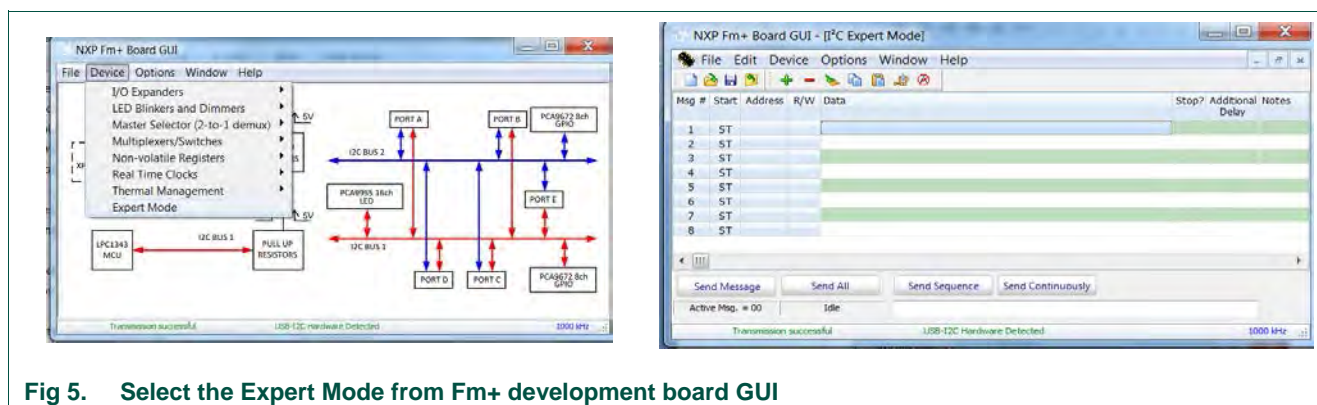 NXP Fm+ Board GUI
File Device Options Window Help
I/O Expanders
LED Blinkers and Dimmers
Master Selector (2-to-1 demux)
Multiplexers/Switches
Non-volatile Registers
Real Time Clocks
Thermal Management
Expert Mode
5V
5V
LPC1343
MCU
I2C BUS 1
PULL UP
RESISTORS
PORT A
PORT B
PCA9672 8ch
GPIO
I2C BUS 2
PCA9955 16ch
LED
PORT E
I2C BUS 1
PORT D
PORT C
PCA9672 8ch
GPIO
Transmission successful USB-I2C Hardware Detected 1000 kHz
NXP Fm+ Board GUI - [I²C Expert Mode]
File Edit Device Options Window Help
Msg # Start Address R/W Data Stop? Additional Notes
Delay
1 ST
2 ST
3 ST
4 ST
5 ST
6 ST
7 ST
8 ST
Send Message Send All Send Sequence Send Continuously
Active Msg. = 00 Idle
Transmission successful USB-I2C Hardware Detected 1000 kHz
Fig 5. Select the Expert Mode from Fm+ development board GUI